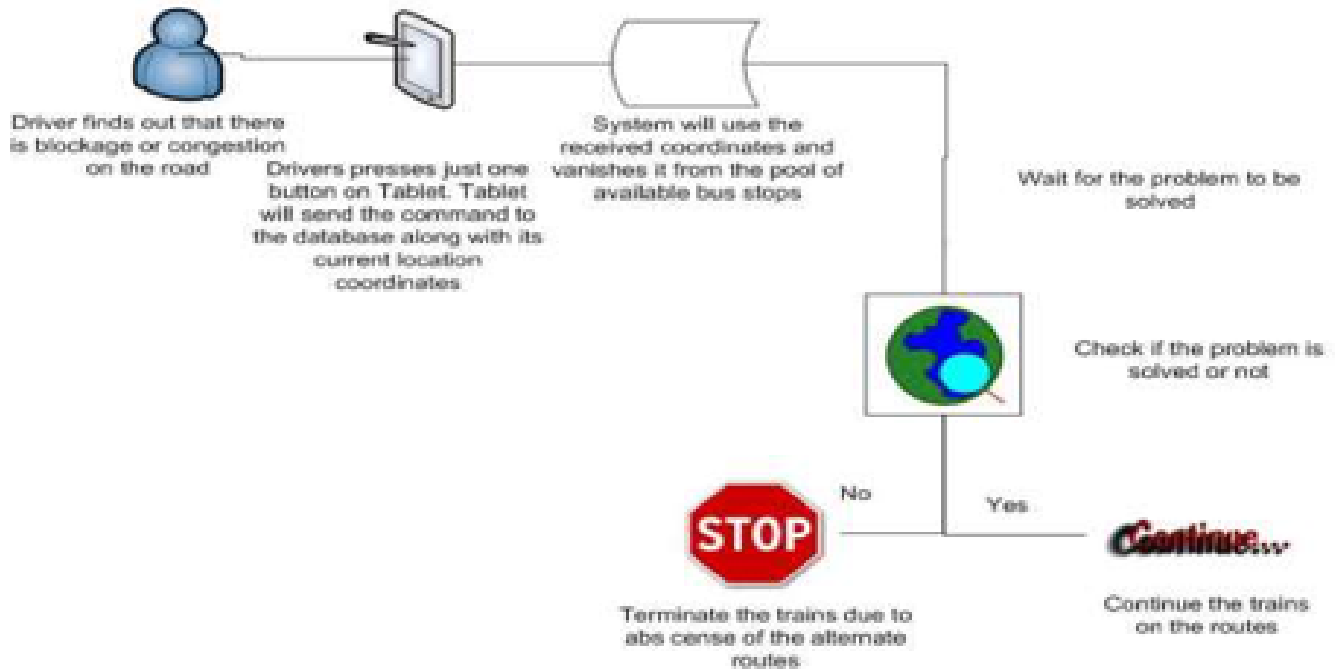 Driver finds out that there
is blockage or congestion
on the road
Drivers presses just one
button on Tablet. Tablet
will send the command to
the database along with its
current location
coordinates
System will use the
received coordinates and
vanishes it from the pool of
available bus stops
Wait for the problem to be
solved
Check if the problem is
solved or not
No
Yes
STOP
Continue...
Terminate the trains due to
abs cense of the alternate
routes
Continue the trains
on the routes